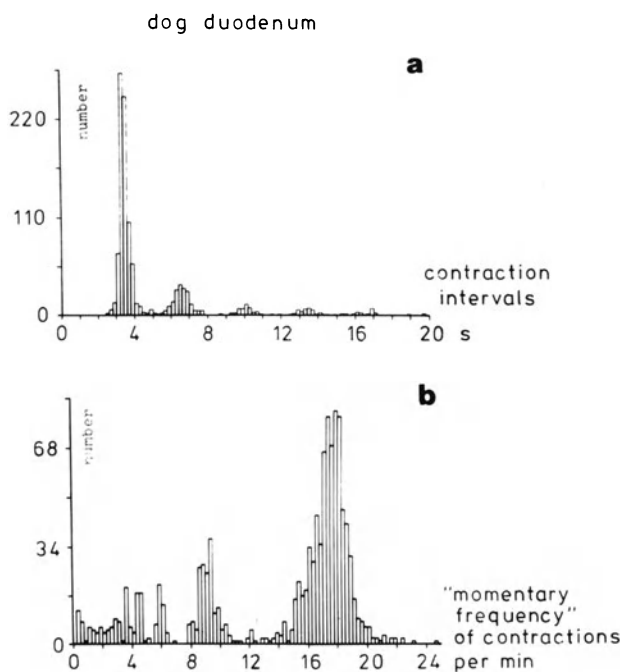 dog duodenum
a
number
220
110
0
0 4 8 12 16 20 s
contraction
intervals
b
number
68
34
0
0 4 8 12 16 20 24
"momentary
frequency"
of contractions
per min